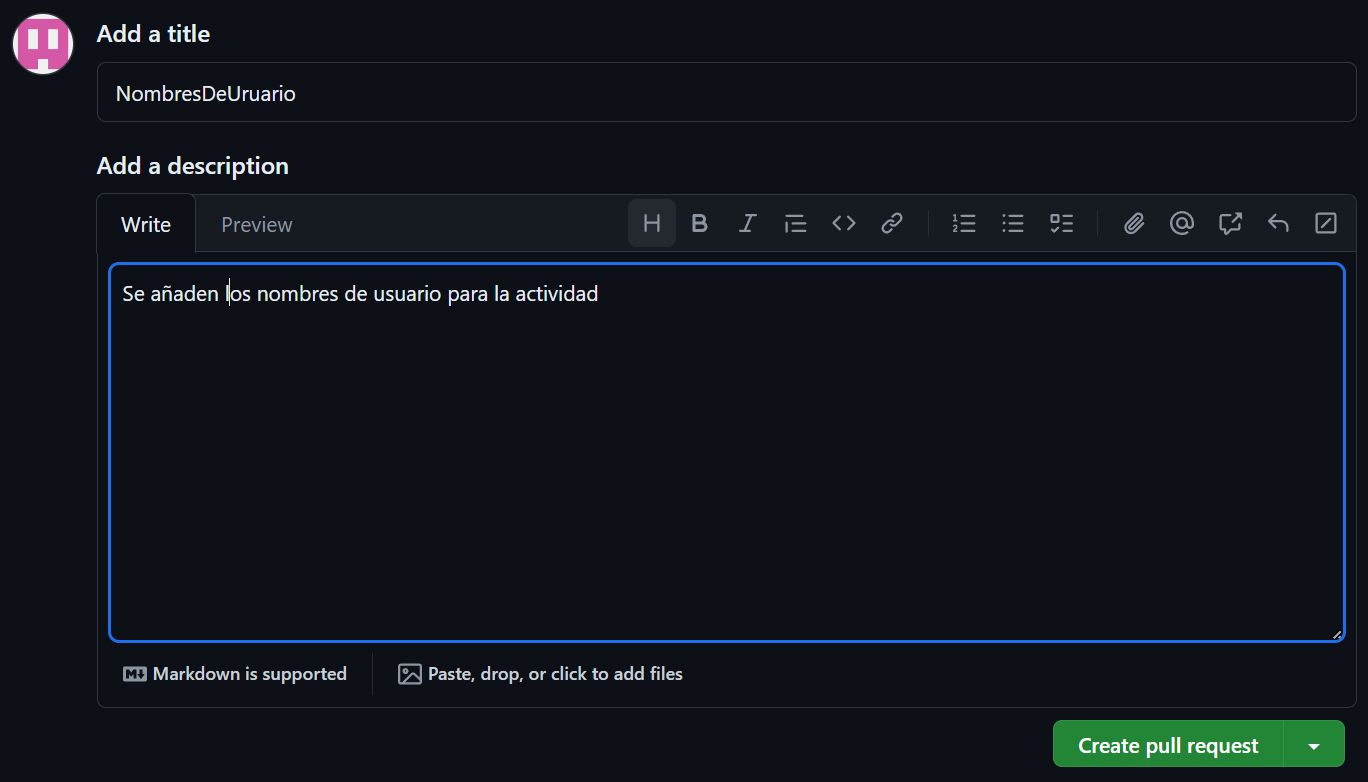 Add a title
NombresDeUruario
Add a description
Write Preview
Se añaden los nombres de usuario para la actividad
Markdown is supported Paste, drop, or click to add files
Create pull request